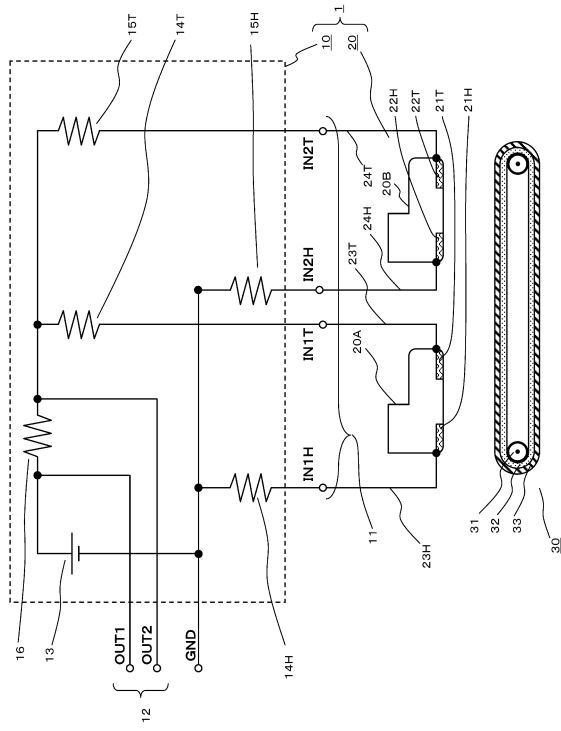 15T
14T
15H
1
10
20
22H
22T
21T
21H
IN2T
24T
20B
24H
IN2H
23T
IN1T
20A
IN1H
11
23H
31
32
33
30
16
13
OUT1
OUT2
GND
12
14H